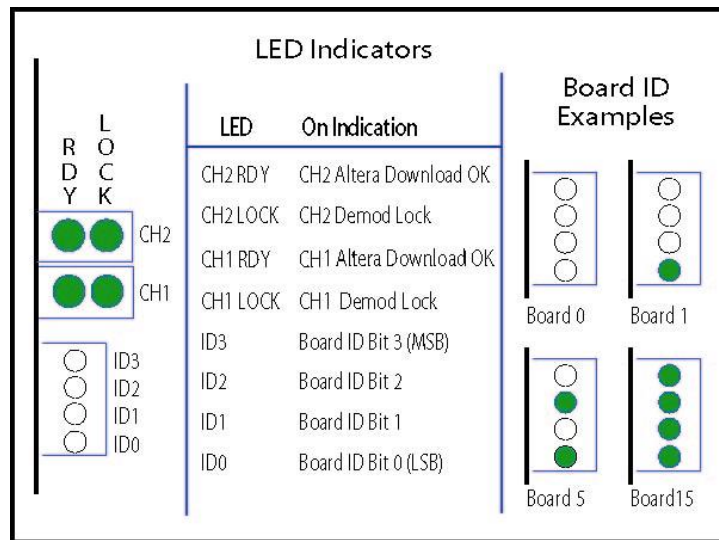 LED Indicators
RDY
LOCK
CH2
CH1
ID3
ID2
ID1
ID0
LED On Indication
CH2 RDY CH2 Altera Download OK
CH2 LOCK CH2 Demod Lock
CH1 RDY CH1 Altera Download OK
CH1 LOCK CH1 Demod Lock
ID3 Board ID Bit 3 (MSB)
ID2 Board ID Bit 2
ID1 Board ID Bit 1
ID0 Board ID Bit 0 (LSB)
Board ID
Examples
Board 0 Board 1
Board 5 Board15